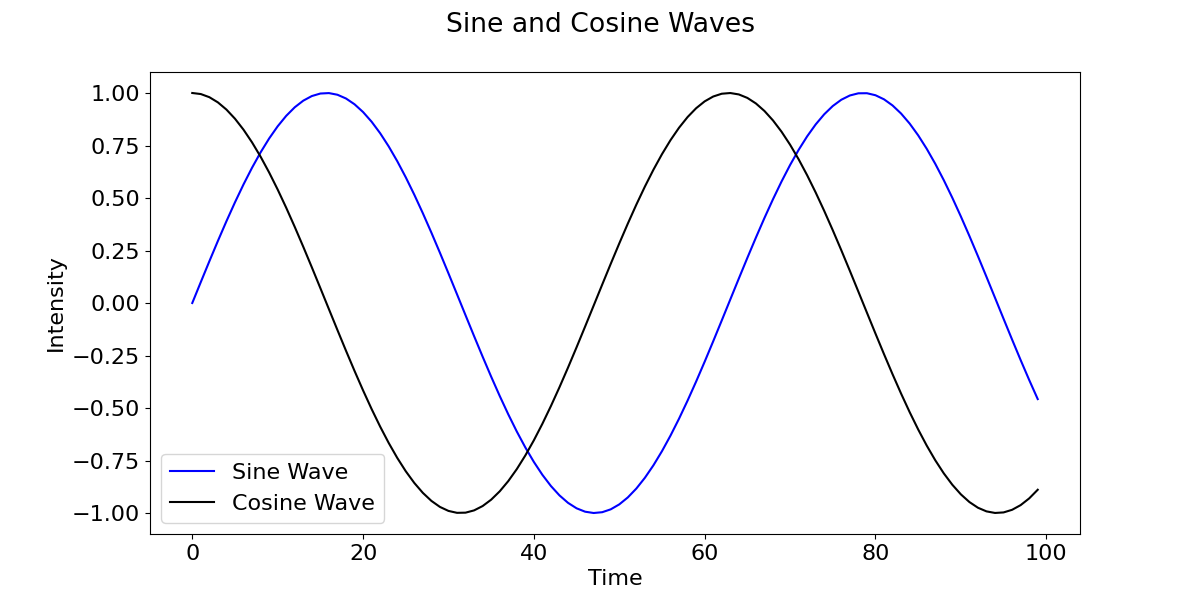 Sine and Cosine Waves
1.00
0.75
0.50
0.25
0.00
−0.25
−0.50
−0.75
−1.00
Intensity
Sine Wave
Cosine Wave
0 20 40 60 80 100
Time